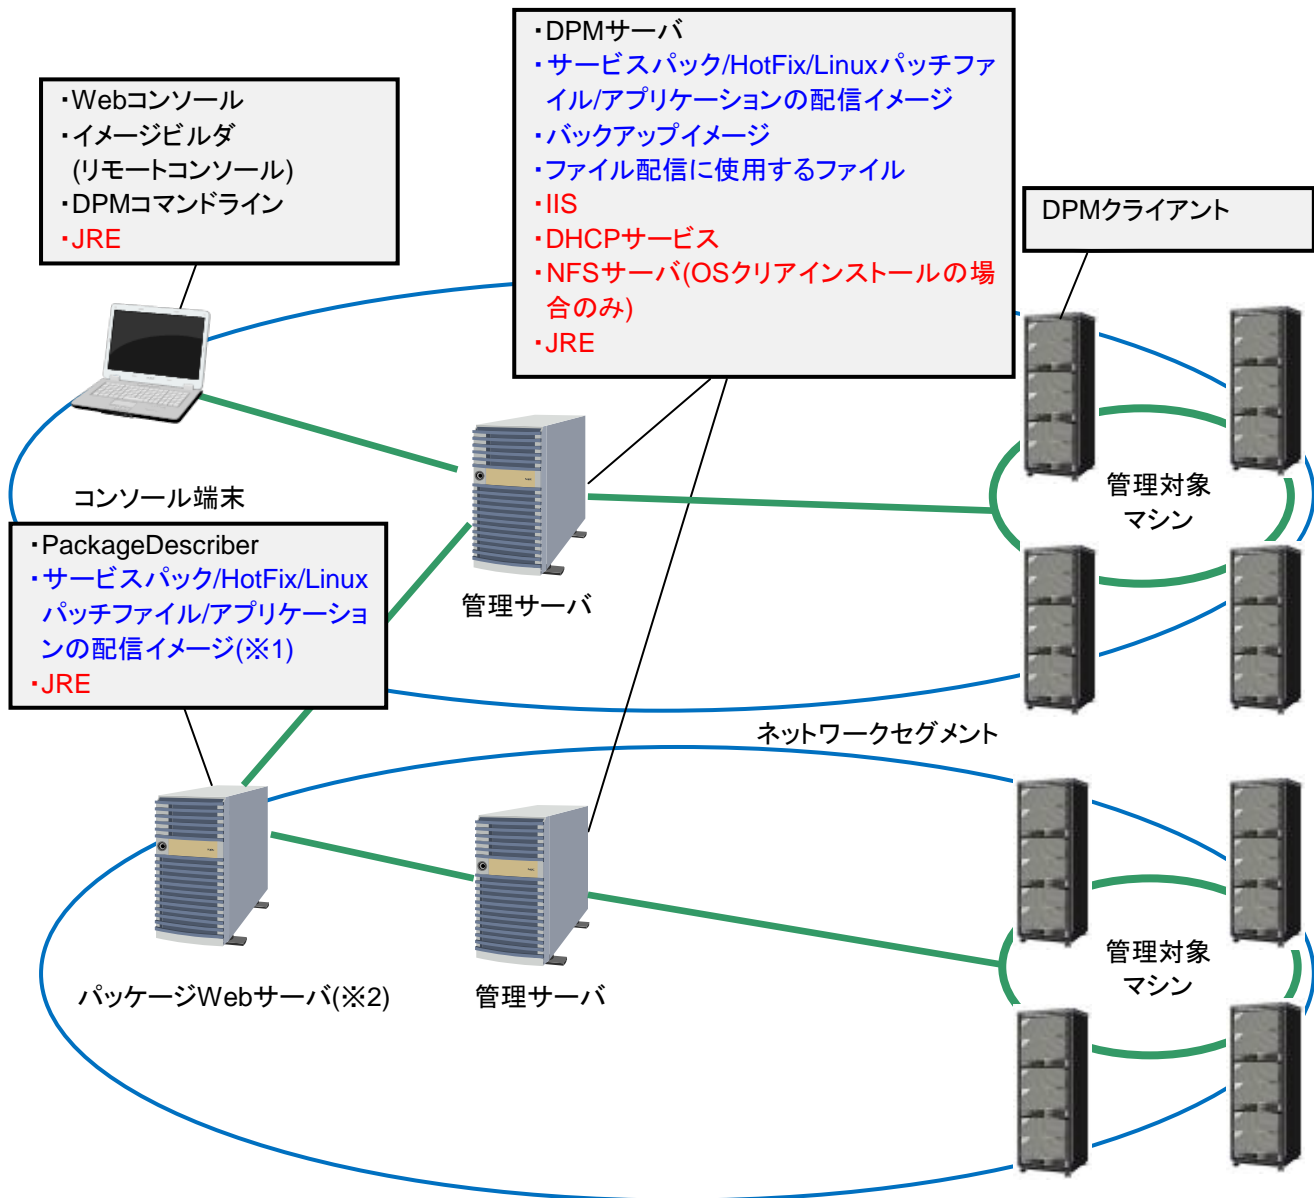 ・DPMサーバ
・サービスパック/HotFix/Linuxパッチファ
イル/アプリケーションの配信イメージ
・バックアップイメージ
・ファイル配信に使用するファイル
・IIS
・DHCPサービス
・NFSサーバ(OSクリアインストールの場
合のみ)
・JRE
・Webコンソール
・イメージビルダ
(リモートコンソール)
・DPMコマンドライン
・JRE
DPMクライアント
コンソール端末
管理対象
マシン
・PackageDescriber
・サービスパック/HotFix/Linux
パッチファイル/アプリケーショ
ンの配信イメージ(※1)
・JRE
管理サーバ
ネットワークセグメント
管理対象
マシン
パッケージWebサーバ(※2)
管理サーバ